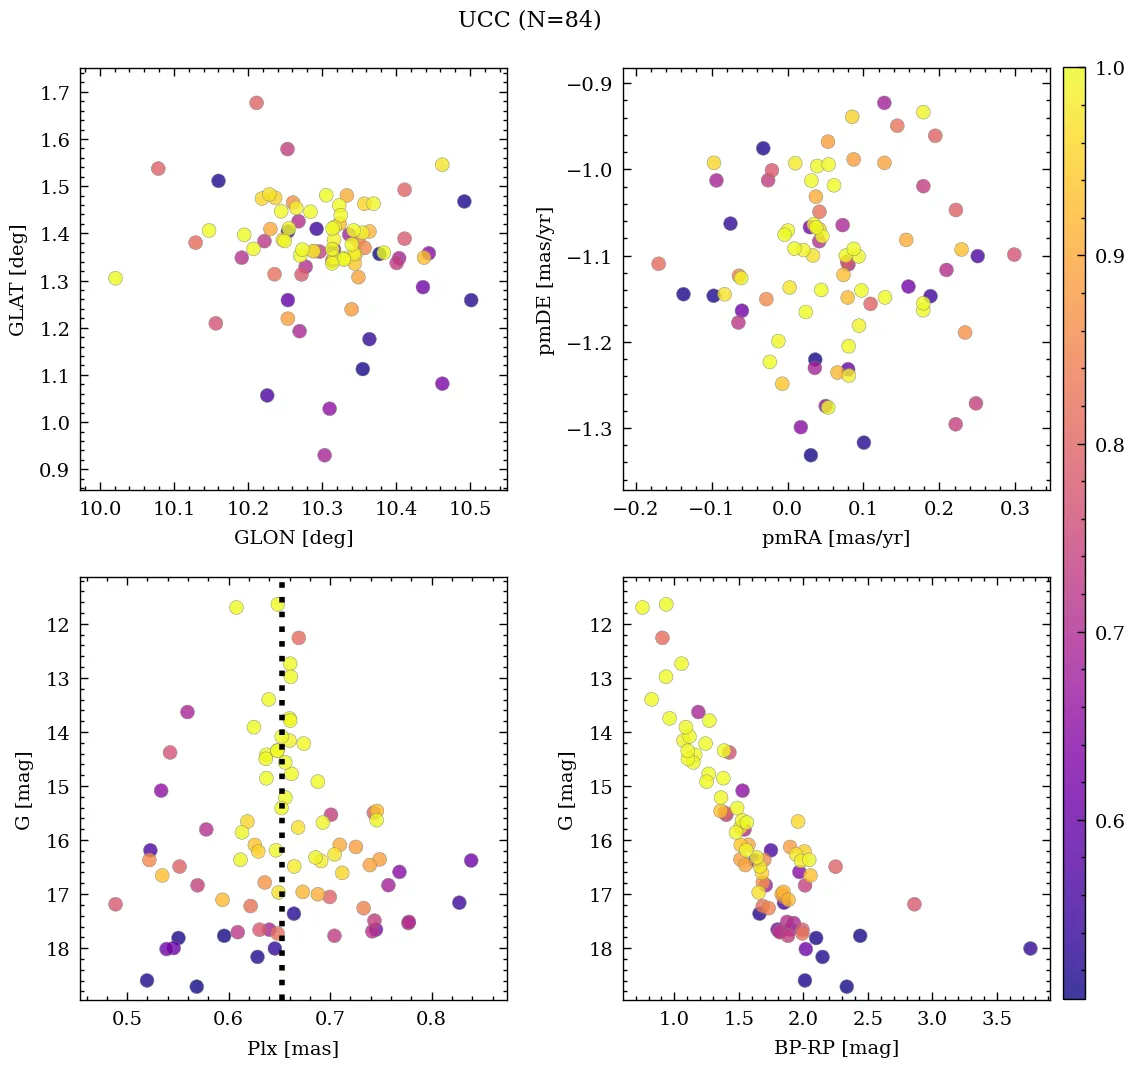 UCC (N=84)
1.7
1.6
1.5
1.4
1.3
1.2
1.1
1.0
0.9
GLAT [deg]
10.0 10.1 10.2 10.3 10.4 10.5
GLON [deg]
−0.9
−1.0
−1.1
−1.2
−1.3
pmDE [mas/yr]
−0.2 −0.1 0.0 0.1 0.2 0.3
pmRA [mas/yr]
12
13
14
15
16
17
18
G [mag]
0.5 0.6 0.7 0.8
Plx [mas]
12
13
14
15
16
17
18
G [mag]
1.0 1.5 2.0 2.5 3.0 3.5
BP-RP [mag]
1.0
0.9
0.8
0.7
0.6